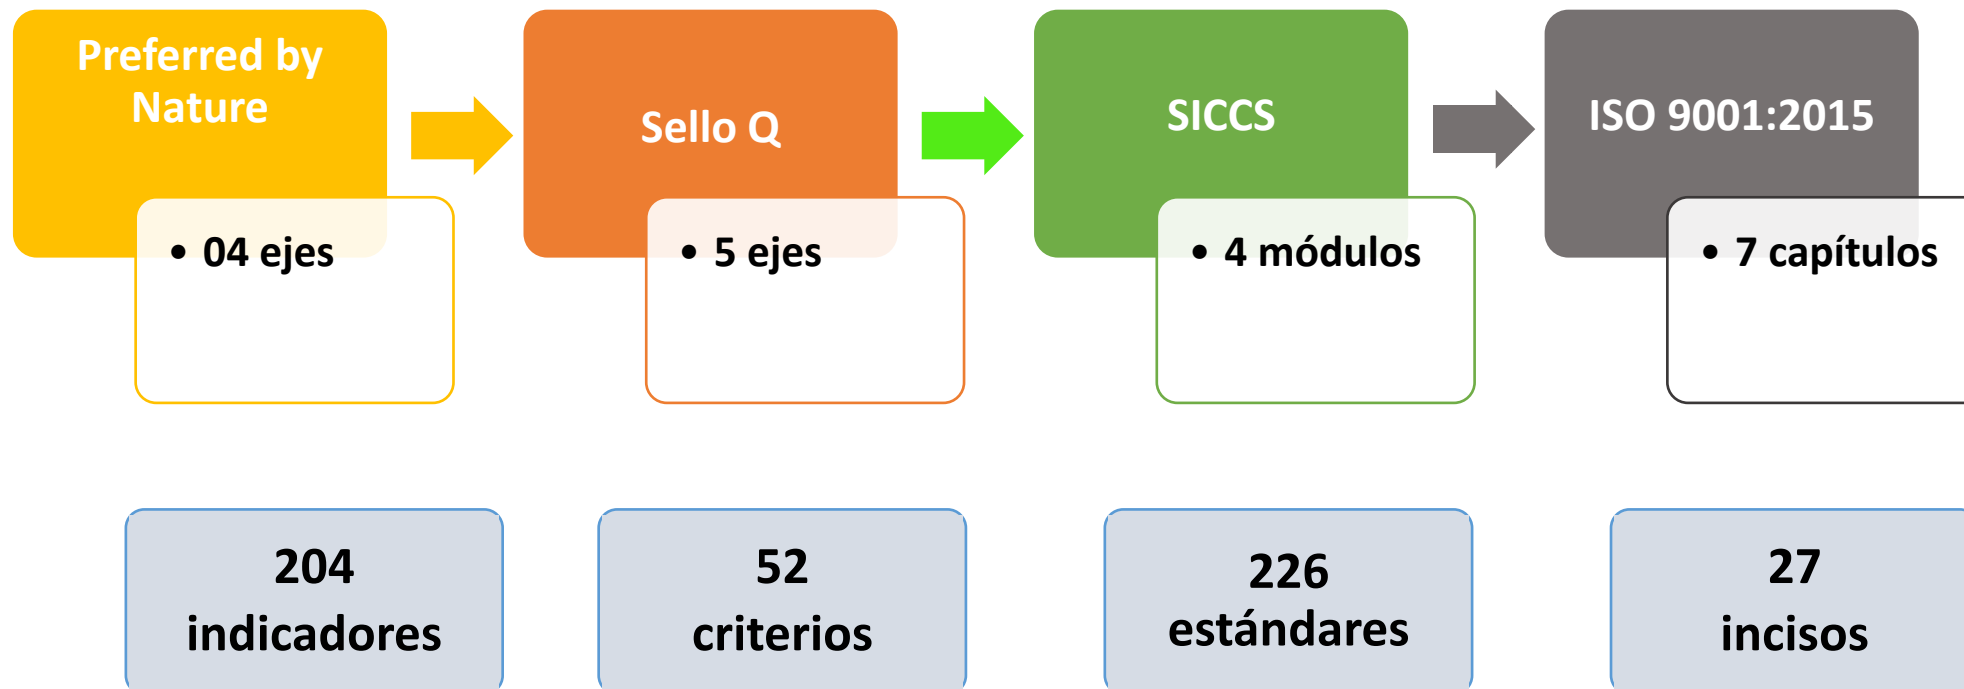 Preferred by
Nature
• 04 ejes
Sello Q
• 5 ejes
SICCS
• 4 módulos
ISO 9001:2015
• 7 capítulos
204
indicadores
52
criterios
226
estándares
27
incisos